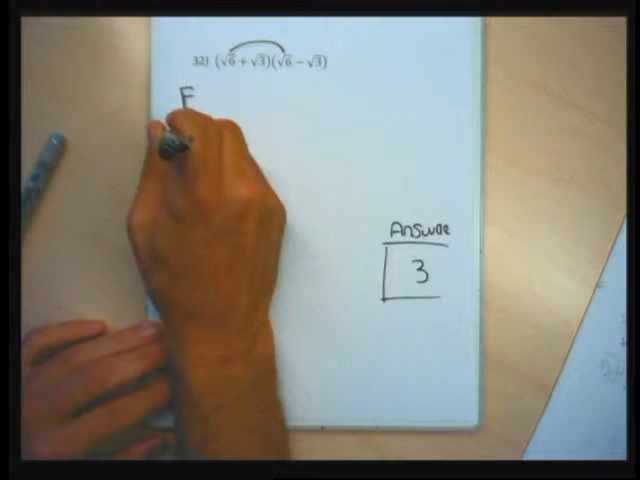 32) (√6 + √3)(√6 − √3)
F
Answer
3